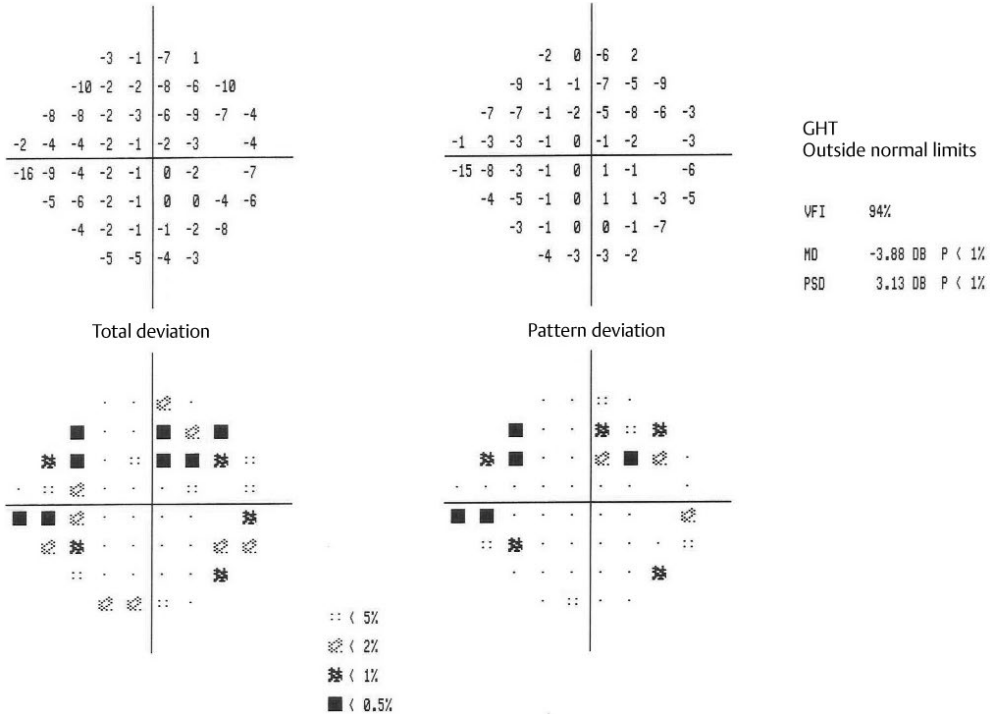 -3 -1 -7 1
-10 -2 -2 -8 -6 -10
-8 -8 -2 -3 -6 -9 -7 -4
-2 -4 -4 -2 -1 -2 -3 -4
-16 -9 -4 -2 -1 0 -2 -7
-5 -6 -2 -1 0 0 -4 -6
-4 -2 -1 -1 -2 -8
-5 -5 -4 -3
Total deviation
-2 0 -6 2
-9 -1 -1 -7 -5 -9
-7 -7 -1 -2 -5 -8 -6 -3
-1 -3 -3 -1 0 -1 -2 -3
-15 -8 -3 -1 0 1 -1 -6
-4 -5 -1 0 1 1 -3 -5
-3 -1 0 0 -1 -7
-4 -3 -3 -2
Pattern deviation
GHT
Outside normal limits
VFI 94%
MD -3.88 DB P < 1%
PSD 3.13 DB P < 1%
:: < 5%
< 2%
< 1%
■ < 0.5%